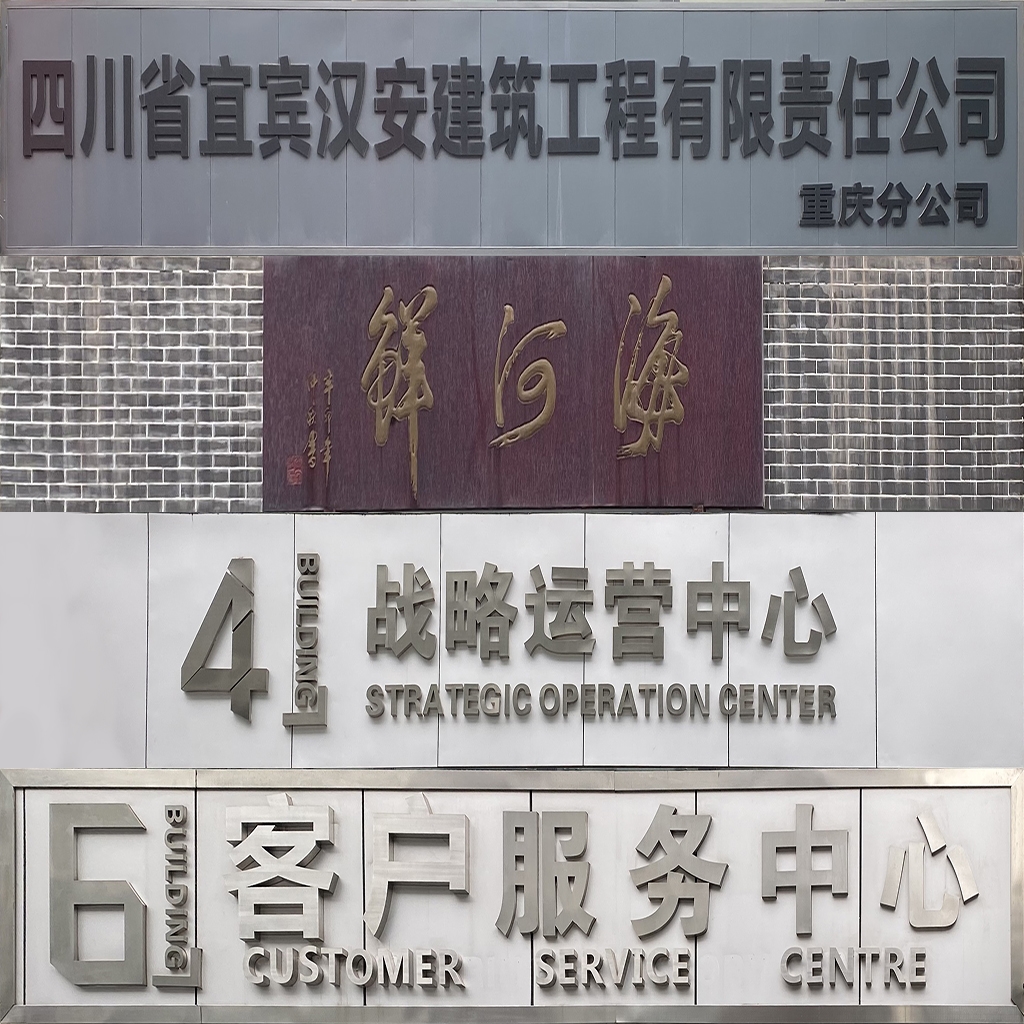 四川省宜宾汉安建筑工程有限责任公司
重庆分公司
海河鲜
4 BUILDING
战略运营中心
STRATEGIC OPERATION CENTER
6 BUILDING
客户服务中心
CUSTOMER SERVICE CENTRE